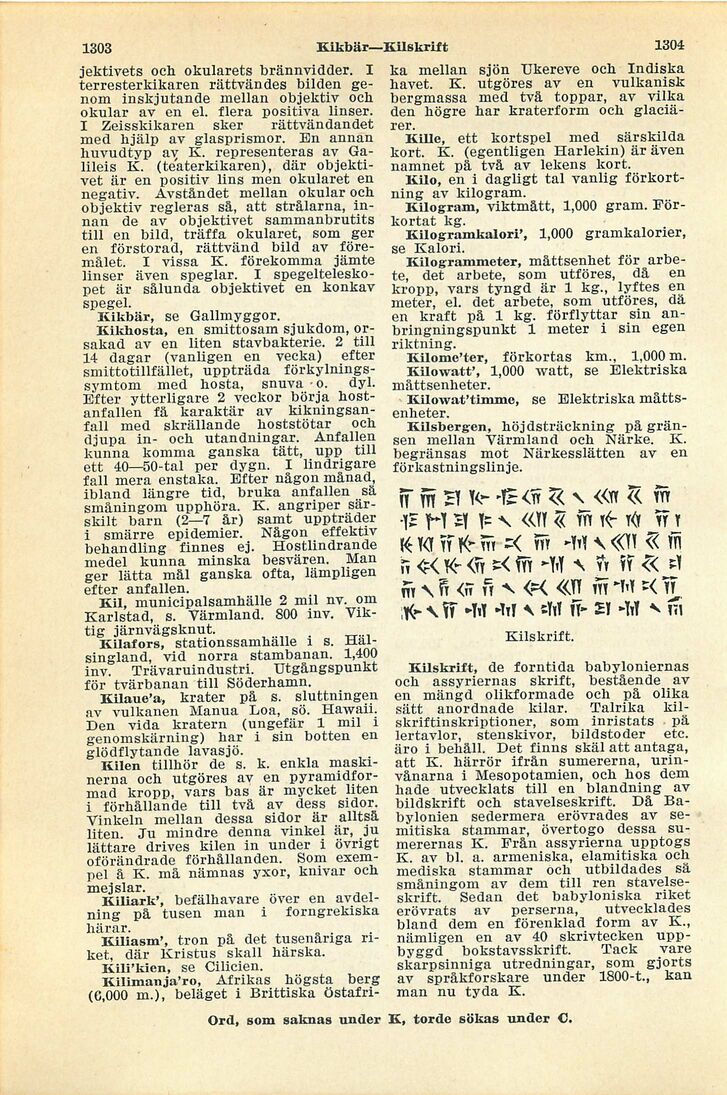 1303
Kikbär—Kilskrift
1304
jektivets och okularets brännvidder. I
terresterkikaren rättvändes bilden ge-
nom inskjutande mellan objektiv och
okular av en el. flera positiva linser.
I Zeisskikaren sker rättvändandet
med hjälp av glasprismor. En annan
huvudtyp av K. representeras av Ga-
lileis K. (teaterkikaren), där objekti-
vet är en positiv lins men okularet en
negativ. Avståndet mellan okular och
objektiv regleras så, att strålarna, in-
nan de av objektivet sammanbrutits
till en bild, träffa okularet, som ger
en förstorad, rättvänd bild av före-
målet. I vissa K. förekomma jämte
linser även speglar. I spegelteleско-
pet är sålunda objektivet en konkav
spegel.
Kikbär, se Gallmyggor.
Kikhosta, en smittosam sjukdom, or-
sakad av en liten stavbakterie. 2 till
14 dagar (vanligen en vecka) efter
smittotillfället, uppträda förkylnings-
symtom med hosta, snuva o. dyl.
Efter ytterligare 2 veckor börja host-
anfallen få karaktär av kikningsan-
fall med skrällande hoststötar och
djupa in- och utandningar. Anfallen
kunna komma ganska tätt, upp till
ett 40—50-tal per dygn. I lindrigare
fall mera enstaka. Efter någon månad,
ibland längre tid, bruka anfallen så
småningom upphöra. K. angriper sär-
skilt barn (2—7 år) samt uppträder
i smärre epidemier. Någon effektiv
behandling finnes ej. Hostlindrande
medel kunna minska besvären. Man
ger lätta mål ganska ofta, lämpligen
efter anfallen.
Kil, municipalsamhälle 2 mil nv. om
Karlstad, s. Värmland. 800 inv. Vik-
tig järnvägsknut.
Kilafors, stationssamhälle i s. Häl-
singland, vid norra stambanan. 1,400
inv. Trävaruindustri. Utgångspunkt
för tvärbanan till Söderhamn.
Kilaue'a, krater på s. sluttningen
av vulkanen Manua Loa, sö. Hawaii.
Den vida kratern (ungefär 1 mil i
genomskärning) har i sin botten en
glödflytande lavasjö.
Kilen tillhör de s. k. enkla maski-
nerna och utgöres av en pyramidfor-
mad kropp, vars bas är mycket liten
i förhållande till två av dess sidor.
Vinkeln mellan dessa sidor är alltså
liten. Ju mindre denna vinkel är, ju
lättare drives kilen in under i övrigt
oförändrade förhållanden. Som exem-
pel å K. må nämnas yxor, knivar och
mejslar.
Kiliark', befälhavare över en avdel-
ning på tusen man i forngrekiska
härar.
Kiliasm', tron på det tusenåriga ri-
ket, där Kristus skall härska.
Kili'kien, se Cilicien.
Kilimanja'ro, Afrikas högsta berg
(6,000 m.), beläget i Brittiska Östafri-
ka mellan sjön Ukereve och Indiska
havet. K. utgöres av en vulkanisk
bergmassa med två toppar, av vilka
den högre har kraterform och glaciä-
rer.
Kille, ett kortspel med särskilda
kort. K. (egentligen Harlekin) är även
namnet på två av lekens kort.
Kilo, en i dagligt tal vanlig förkort-
ning av kilogram.
Kilogram, viktmått, 1,000 gram. För-
kortat kg.
Kilogramkalori', 1,000 gramkalorier,
se Kalori.
Kilogrammeter, måttsenhet för arbe-
te, det arbete, som utföres, då en
kropp, vars tyngd är 1 kg., lyftes en
meter, el. det arbete, som utföres, då
en kraft på 1 kg. förflyttar sin an-
bringningspunkt 1 meter i sin egen
riktning.
Kilome'ter, förkortas km., 1,000 m.
Kilowatt', 1,000 watt, se Elektriska
måttsenheter.
Kilowat'timme, se Elektriska mått-
enheter.
Kilsbergen, höjdsträckning på grän-
sen mellan Värmland och Närke. K.
begränsas mot Närkesslätten av en
förkastningslinje.
Kilskrift.
Kilskrift, de forntida babyloniernas
och assyriernas skrift, bestående av
en mängd olikformade och på olika
sätt anordnade kilar. Talrika kil-
skriftinskriptioner, som inristats på
lertavlor, stenskivor, bildstoder etc.
äro i behåll. Det finns skäl att antaga,
att K. härrör ifrån sumererna, urin-
vånarna i Mesopotamien, och hos dem
hade utvecklats till en blandning av
bildskrift och stavelseskrift. Då Ba-
bylonien sedermera erövrades av se-
mitiska stammar, övertogo dessa su-
merernas K. Från assyrierna upptogs
K. av bl. a. armeniska, elamitiska och
mediska stammar och utbildades så
småningom av dem till ren stavelse-
skrift. Sedan det babyloniska riket
erövrats av perserna, utvecklades
bland dem en förenklad form av K.,
nämligen en av 40 skrivtecken upp-
byggd bokstavsskrift. Tack vare
skarpsinniga utredningar, som gjorts
av språkforskare under 1800-t., kan
man nu tyda K.
Ord, som saknas under K, torde sökas under C.